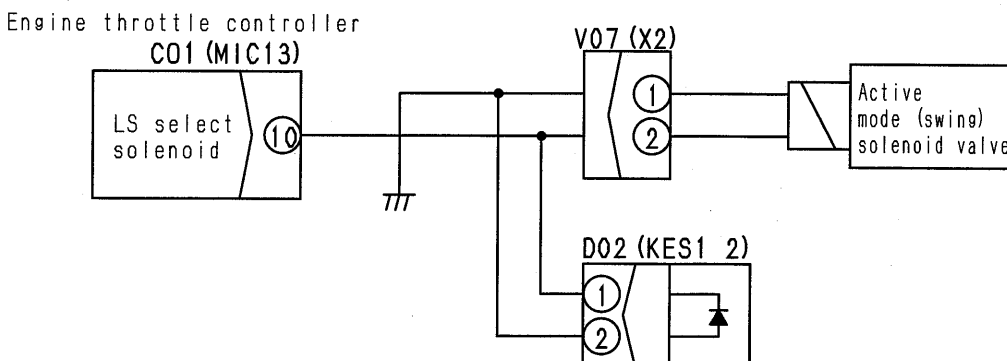 Engine throttle controller
C01 (MIC13)
V07 (X2)
LS select
solenoid
10
1
2
Active
mode (swing)
solenoid valve
D02 (KES1 2)
1
2